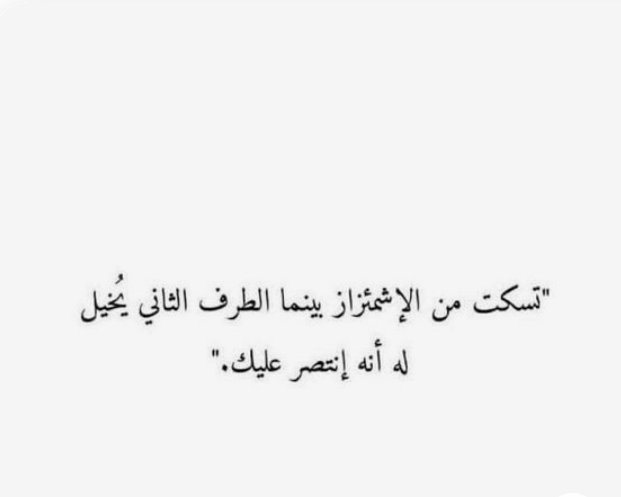 "تسكت من الإشمئزاز بينما الطرف الثاني يُخيل
له أنه إنتصر عليك."